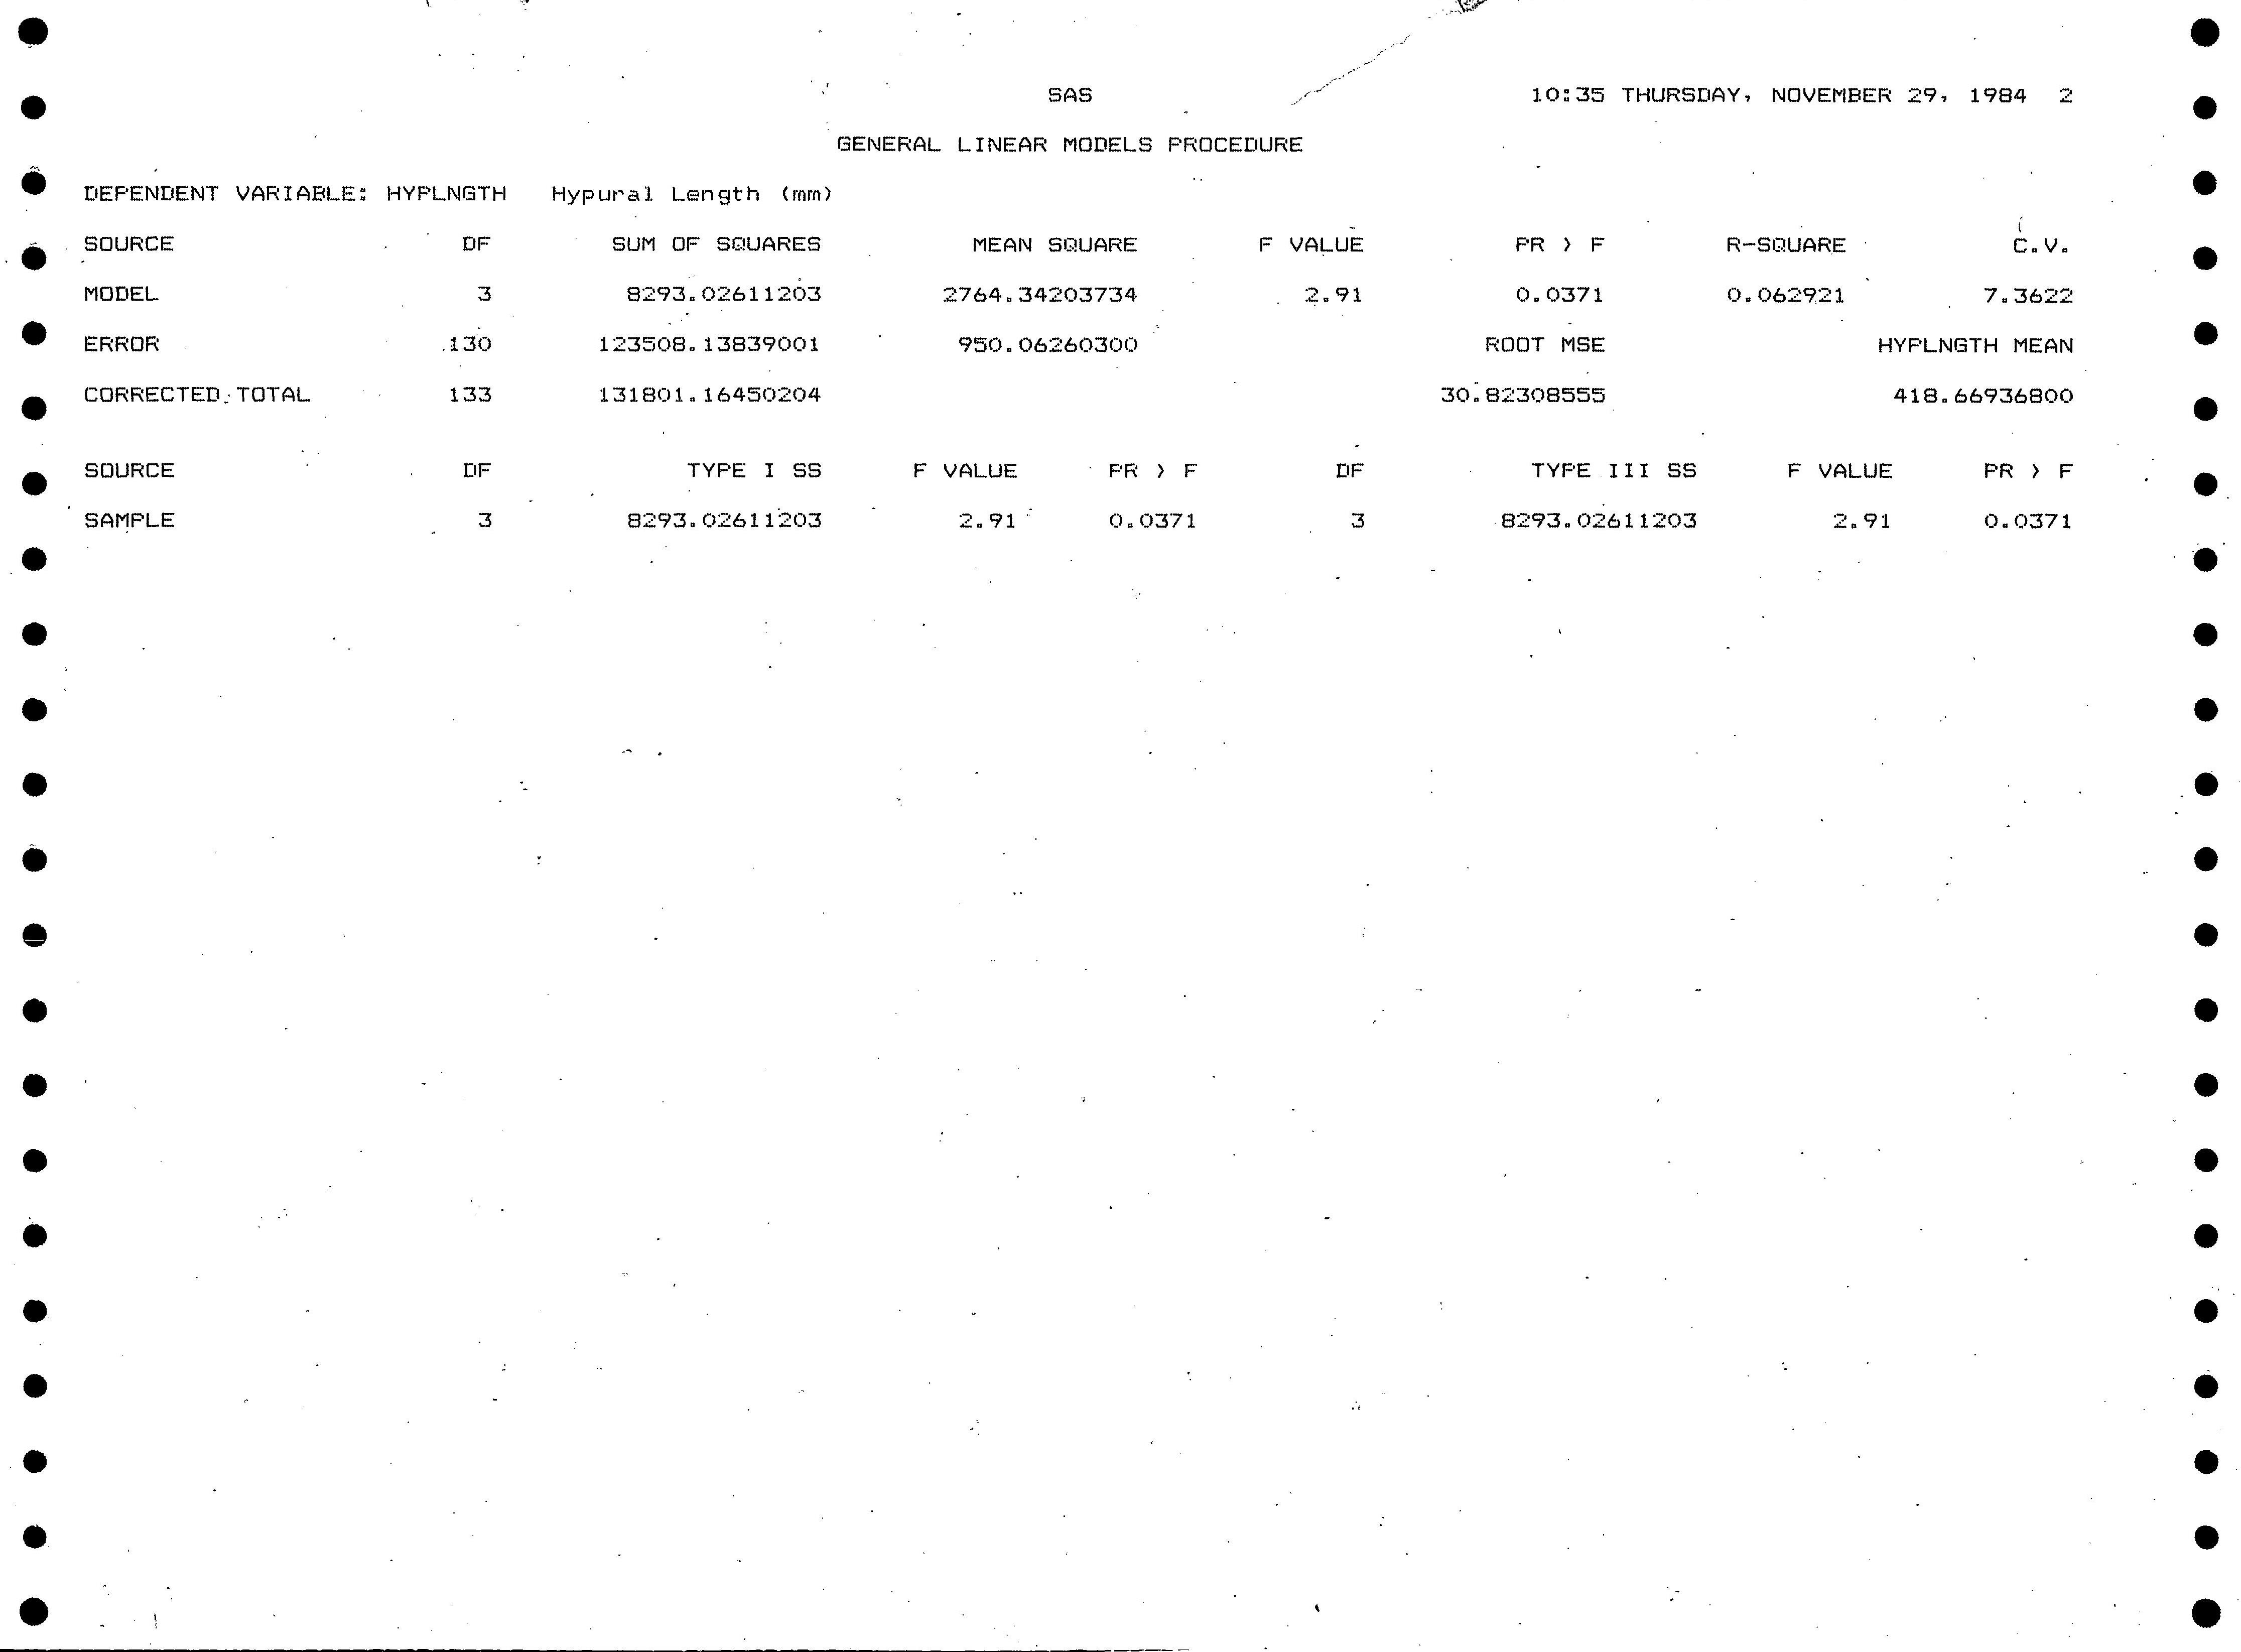 SAS 10:35 THURSDAY, NOVEMBER 29, 1984 2
GENERAL LINEAR MODELS PROCEDURE
DEPENDENT VARIABLE: HYPLNGTH Hypural Length (mm)
SOURCE DF SUM OF SQUARES MEAN SQUARE F VALUE PR > F R-SQUARE C.V.
MODEL 3 8293.02611203 2764.34203734 2.91 0.0371 0.062921 7.3622
ERROR 130 123508.13839001 950.06260300 ROOT MSE HYPLNGTH MEAN
CORRECTED TOTAL 133 131801.16450204 30.82308555 418.66936800
SOURCE DF TYPE I SS F VALUE PR > F DF TYPE III SS F VALUE PR > F
SAMPLE 3 8293.02611203 2.91 0.0371 3 8293.02611203 2.91 0.0371